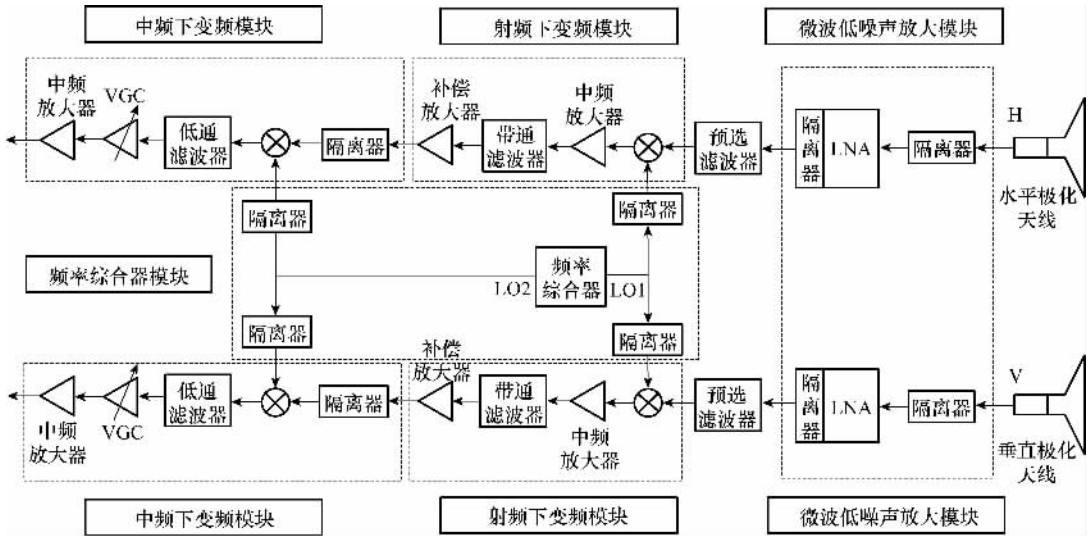 中频下变频模块
射频下变频模块
微波低噪声放大模块
中频
放大器
VGC
低通
滤波器
隔离器
补偿
放大器
带通
滤波器
中频
放大器
预选
滤波器
隔离器
LNA
隔离器
H
水平极化
天线
隔离器
隔离器
频率综合器模块
LO2
频率
综合器
LO1
隔离器
隔离器
中频
放大器
VGC
低通
滤波器
隔离器
补偿
放大器
带通
滤波器
中频
放大器
预选
滤波器
隔离器
LNA
隔离器
V
垂直极化
天线
中频下变频模块
射频下变频模块
微波低噪声放大模块